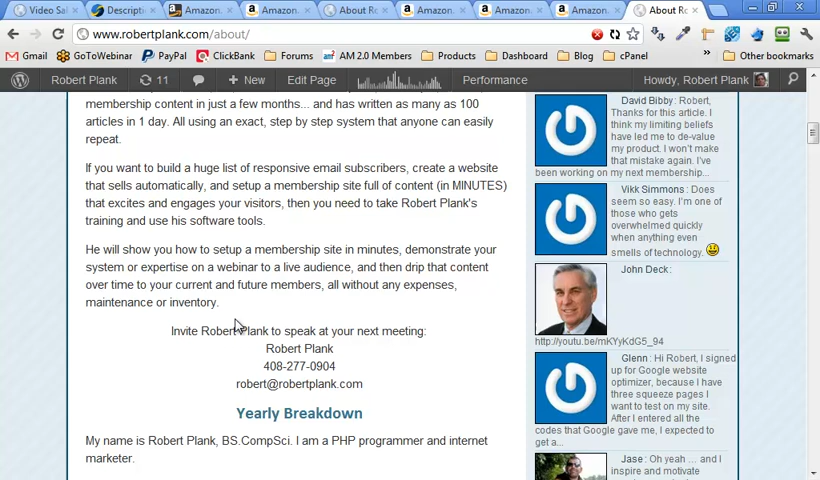 Video Sal
Descripti
Amazon.
Amazon.
About Ro
Amazon.
Amazon.
Amazon.
About Ro
www.robertplank.com/about/
Gmail
GoToWebinar
PayPal
ClickBank
Forums
AM 2.0 Members
Products
Dashboard
Blog
cPanel
»
Other bookmarks
Robert Plank
11
New
Edit Page
Performance
Howdy, Robert Plank
membership content in just a few months... and has written as many as 100
articles in 1 day. All using an exact, step by step system that anyone can easily
repeat.
If you want to build a huge list of responsive email subscribers, create a website
that sells automatically, and setup a membership site full of content (in MINUTES)
that excites and engages your visitors, then you need to take Robert Plank's
training and use his software tools.
He will show you how to setup a membership site in minutes, demonstrate your
system or expertise on a webinar to a live audience, and then drip that content
over time to your current and future members, all without any expenses,
maintenance or inventory.
Invite Robert Plank to speak at your next meeting:
Robert Plank
408-277-0904
robert@robertplank.com
Yearly Breakdown
My name is Robert Plank, BS.CompSci. I am a PHP programmer and internet
marketer.
David Bibby: Robert,
Thanks for this article. I
think my limiting beliefs
have led me to de-value
my product. I won't make
that mistake again. I've
been working on my next membership...
Vikk Simmons: Does
seem so easy. I'm one of
those who gets
overwhelmed quickly
when anything even
smells of technology.
John Deck:
http://youtu.be/mKYyKdG5_94
Glenn: Hi Robert, I signed
up for Google website
optimizer, because I have
three squeeze pages I
want to test on my site.
After I entered all the
codes that Google gave me, I expected to
get a...
Jase: Oh yeah … and I
inspire and motivate